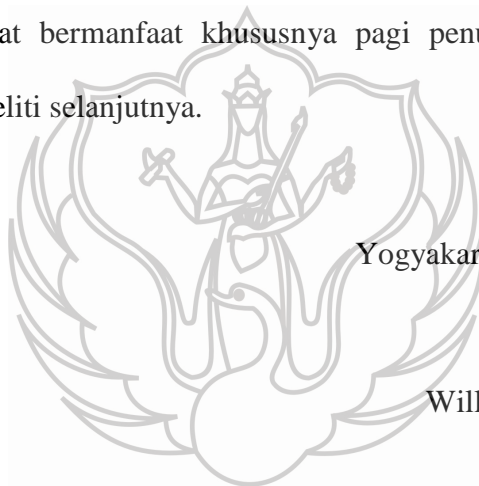 at bermanfaat khususnya pagi penu
eliti selanjutnya.
Yogyakar
Will